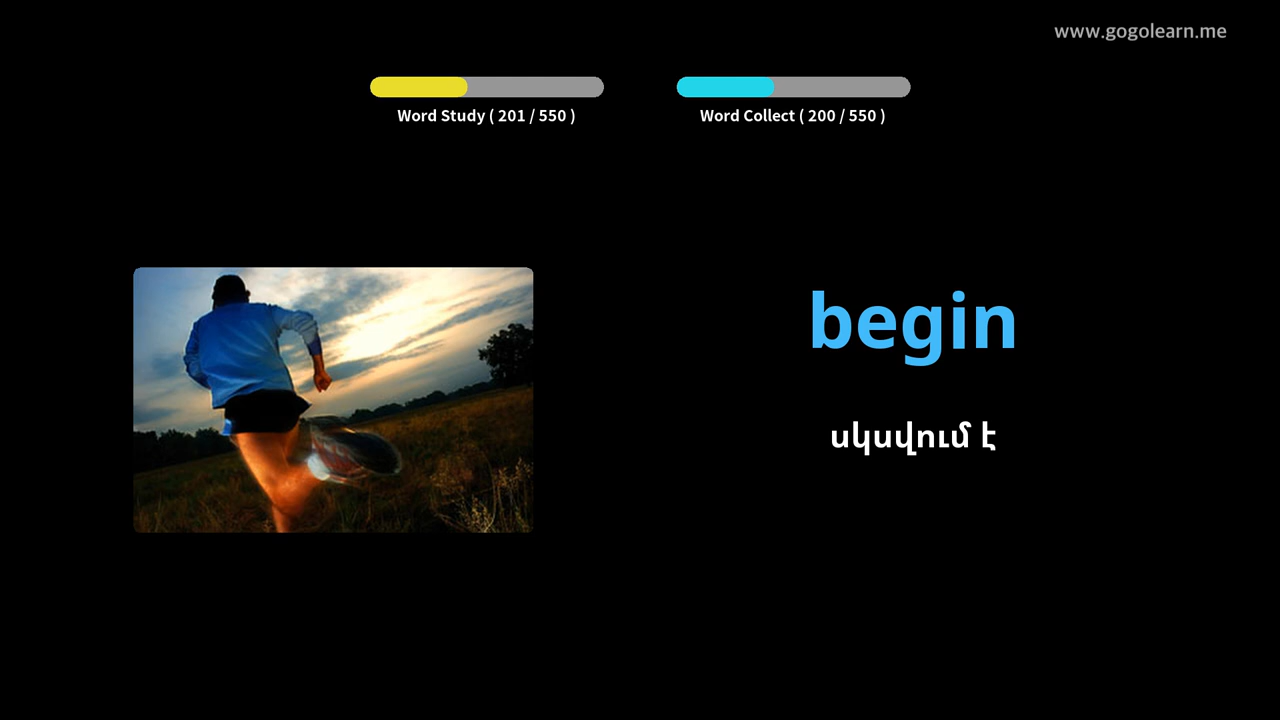 www.gogolearn.me
Word Study ( 201 / 550 )
Word Collect ( 200 / 550 )
begin
սկսվում է